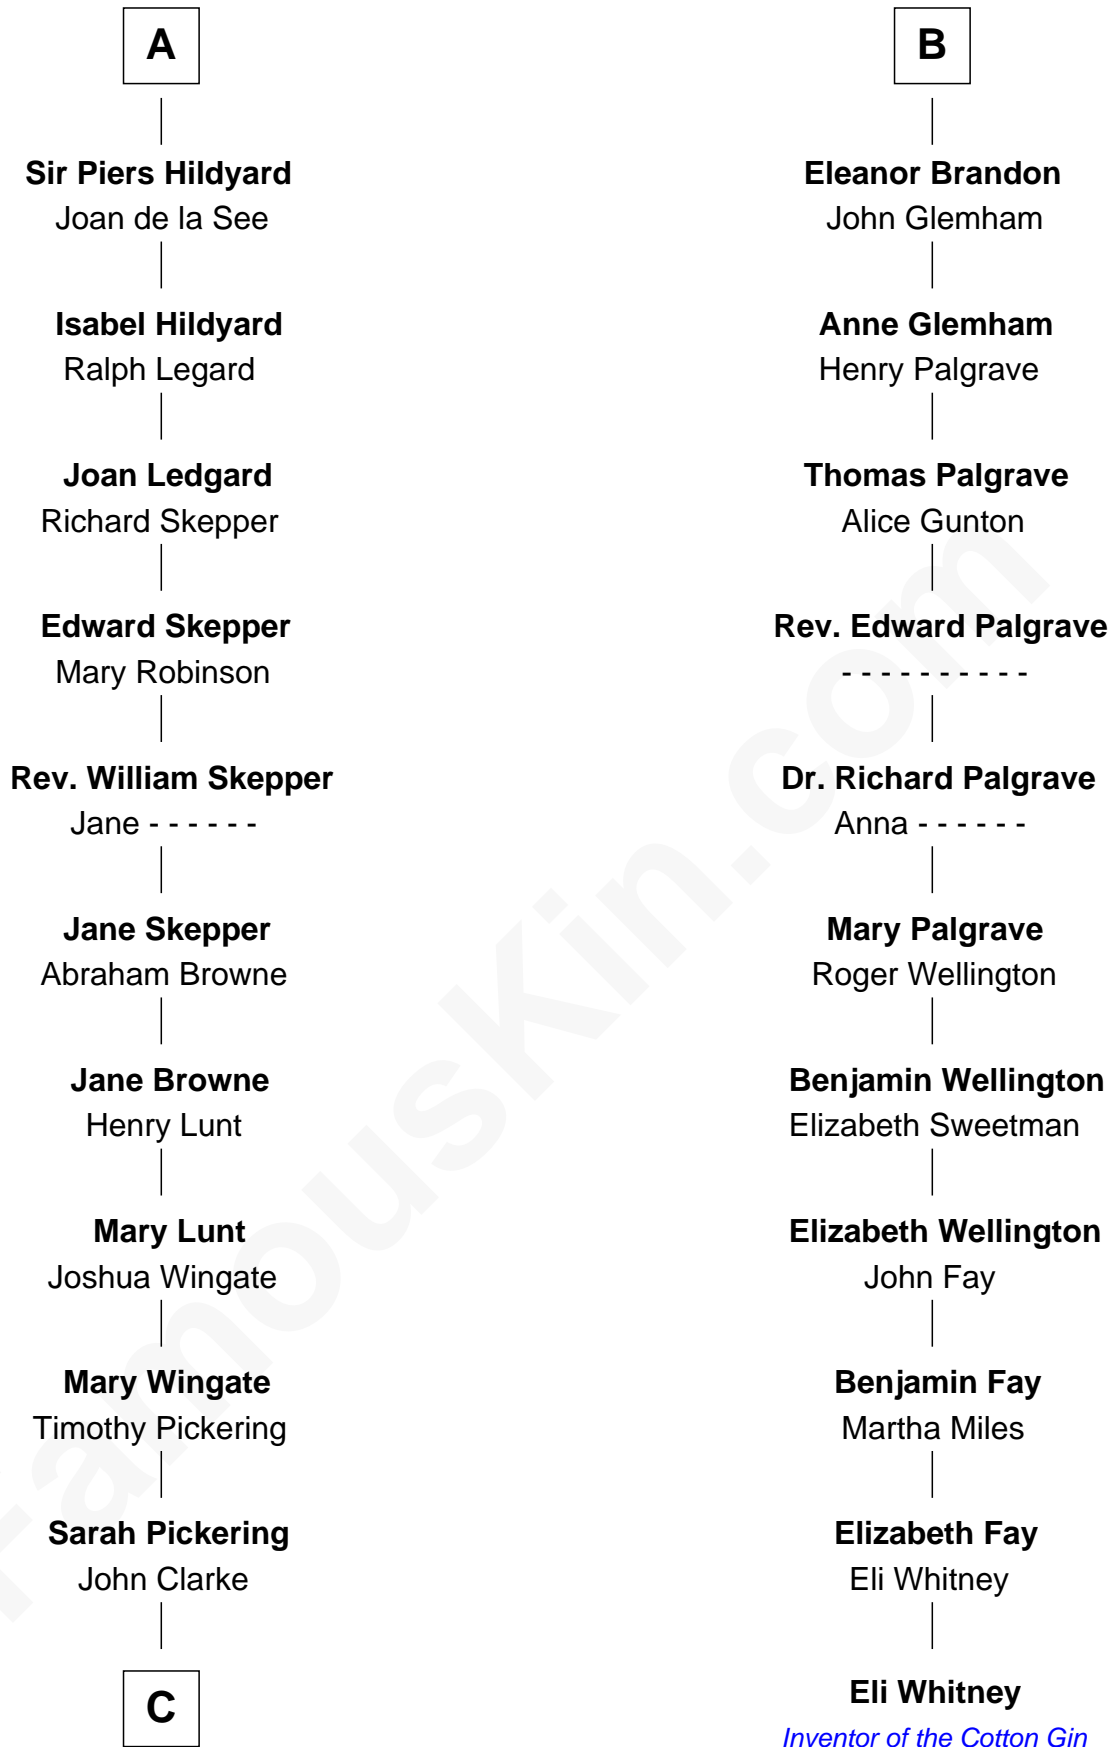 A
Sir Piers Hildyard
Joan de la See
Isabel Hildyard
Ralph Legard
Joan Ledgard
Richard Skepper
Edward Skepper
Mary Robinson
Rev. William Skepper
Jane - - - - - -
Jane Skepper
Abraham Browne
Jane Browne
Henry Lunt
Mary Lunt
Joshua Wingate
Mary Wingate
Timothy Pickering
Sarah Pickering
John Clarke
C
B
Eleanor Brandon
John Glemham
Anne Glemham
Henry Palgrave
Thomas Palgrave
Alice Gunton
Rev. Edward Palgrave
- - - - - - - - - -
Dr. Richard Palgrave
Anna - - - - - -
Mary Palgrave
Roger Wellington
Benjamin Wellington
Elizabeth Sweetman
Elizabeth Wellington
John Fay
Benjamin Fay
Martha Miles
Elizabeth Fay
Eli Whitney
Eli Whitney
Inventor of the Cotton Gin
FamousKin.com